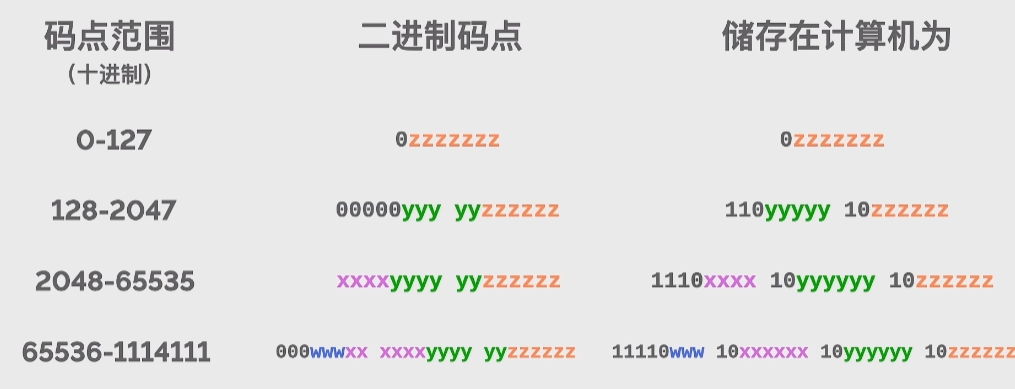 码点范围 二进制码点 储存在计算机为
（十进制）
0-127 0zzzzzzz 0zzzzzzz
128-2047 00000yyy yyzzzzzz 110yyyyy 10zzzzzz
2048-65535 xxxxyyyy yyzzzzzz 1110xxxx 10yyyyyy 10zzzzzz
65536-1114111 000wwwxx xxxxyyyy yyzzzzzz 11110www 10xxxxxx 10yyyyyy 10zzzzzz